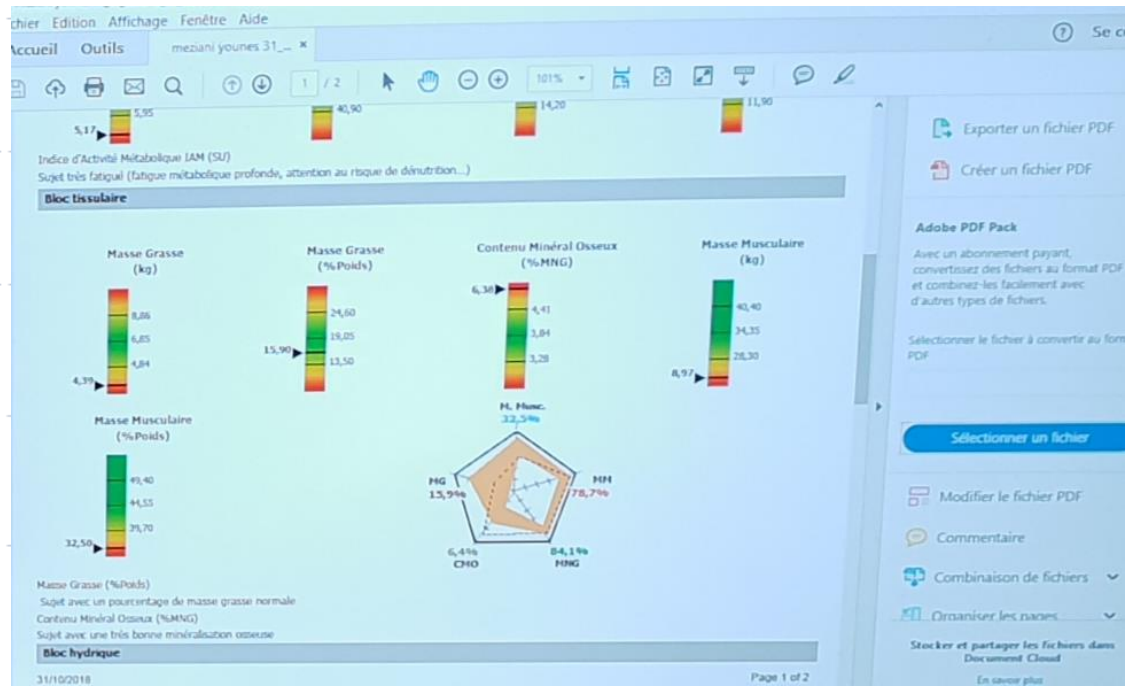 chier Edition Affichage Fenêtre Aide
Accueil Outils meziani younes 31_... × ? Se c
1 / 2 101%
5,95 40,90 14,20 11,90
5,17
Indice d'Activité Métabolique IAM (SU)
Sujet très fatigué (fatigue métabolique profonde, attention au risque de dénutrition...)
Bloc tissulaire
Masse Grasse
(kg)
8,86
6,85
4,84
4,39
Masse Grasse
(%Poids)
24,60
19,05
15,90
13,50
Contenu Minéral Osseux
(%MNG)
6,38
4,41
3,84
3,28
Masse Musculaire
(kg)
40,40
34,35
28,30
8,97
Masse Musculaire
(%Poids)
49,40
44,55
39,70
32,50
M. Musc.
32,5%
MG
15,9%
MM
78,7%
6,4%
CMO
84,1%
MNG
Masse Grasse (%Poids)
Sujet avec un pourcentage de masse grasse normale
Contenu Minéral Osseux (%MNG)
Sujet avec une très bonne minéralisation osseuse
Bloc hydrique
31/10/2018 Page 1 of 2
Exporter un fichier PDF
Créer un fichier PDF
Adobe PDF Pack
Avec un abonnement payant,
convertissez des fichiers au format PDF
et combinez-les facilement avec
d'autres types de fichiers.
Sélectionner le fichier à convertir au form
PDF
Sélectionner un fichier
Modifier le fichier PDF
Commentaire
Combinaison de fichiers
Organiser les pages
Stocker et partager les fichiers dans
Document Cloud
En savoir plus